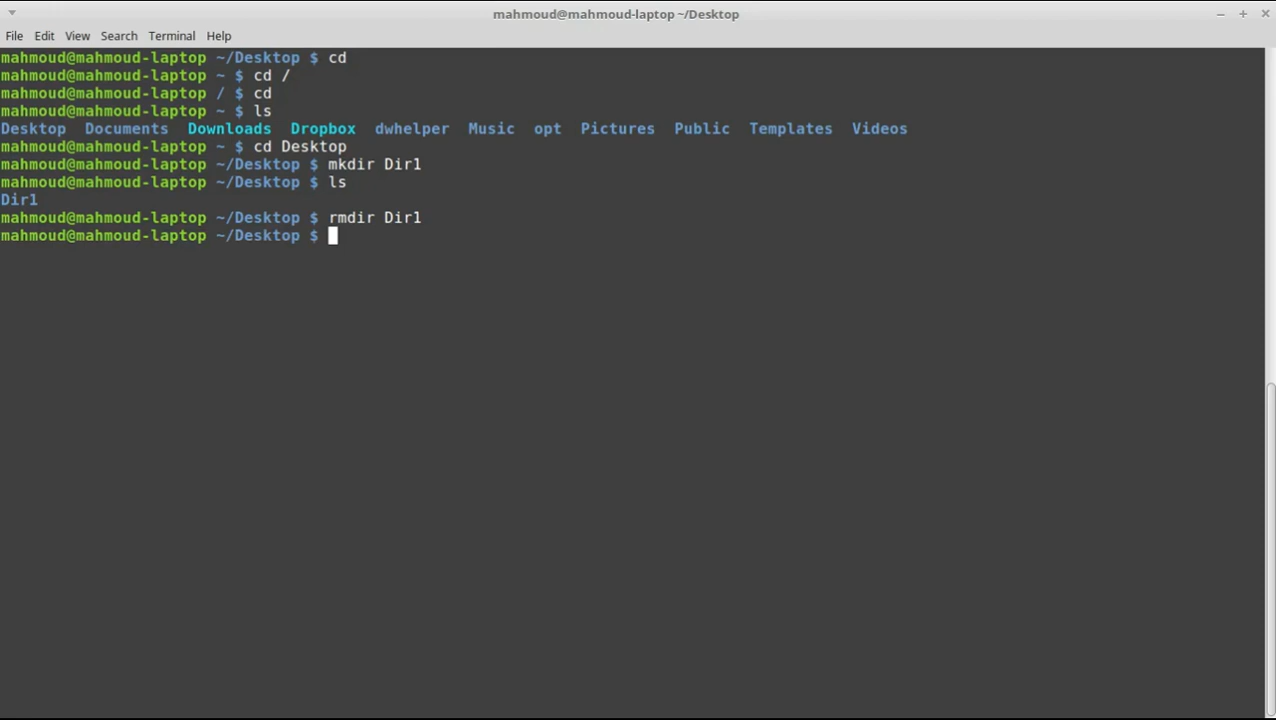 mahmoud@mahmoud-laptop ~/Desktop
File Edit View Search Terminal Help
mahmoud@mahmoud-laptop ~/Desktop $ cd
mahmoud@mahmoud-laptop ~ $ cd /
mahmoud@mahmoud-laptop / $ cd
mahmoud@mahmoud-laptop ~ $ ls
Desktop Documents Downloads Dropbox dwhelper Music opt Pictures Public Templates Videos
mahmoud@mahmoud-laptop ~ $ cd Desktop
mahmoud@mahmoud-laptop ~/Desktop $ mkdir Dir1
mahmoud@mahmoud-laptop ~/Desktop $ ls
Dir1
mahmoud@mahmoud-laptop ~/Desktop $ rmdir Dir1
mahmoud@mahmoud-laptop ~/Desktop $